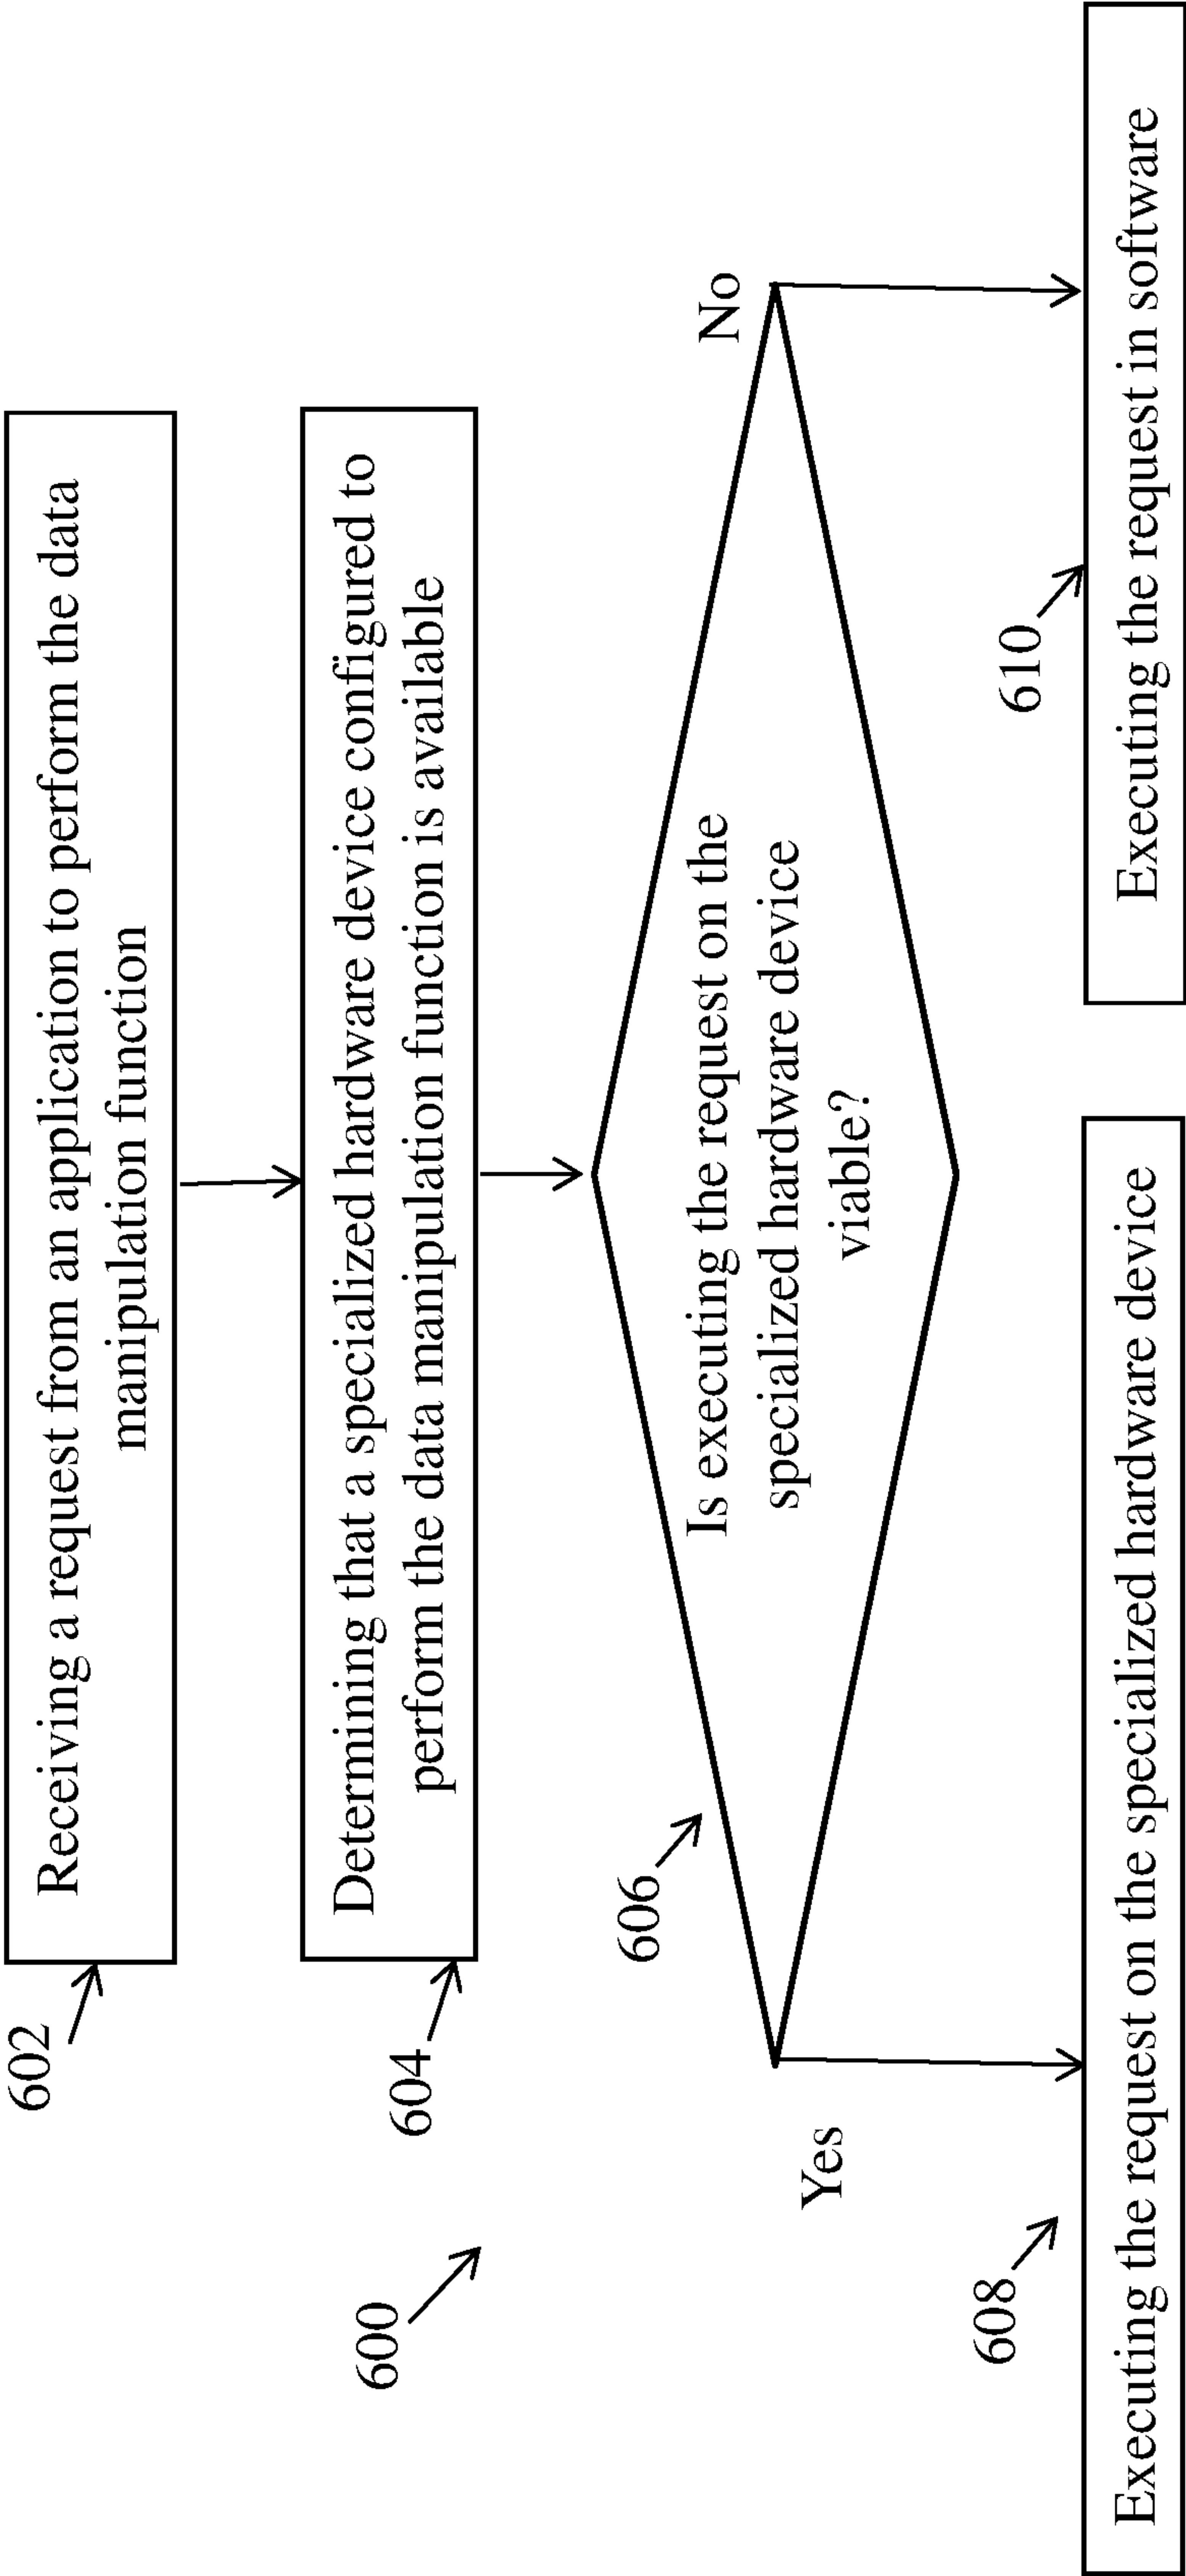 602
Receiving a request from an application to perform the data
manipulation function
604
Determining that a specialized hardware device configured to
perform the data manipulation function is available
600
606
Is executing the request on the
specialized hardware device
viable?
Yes
No
608
Executing the request on the specialized hardware device
610
Executing the request in software